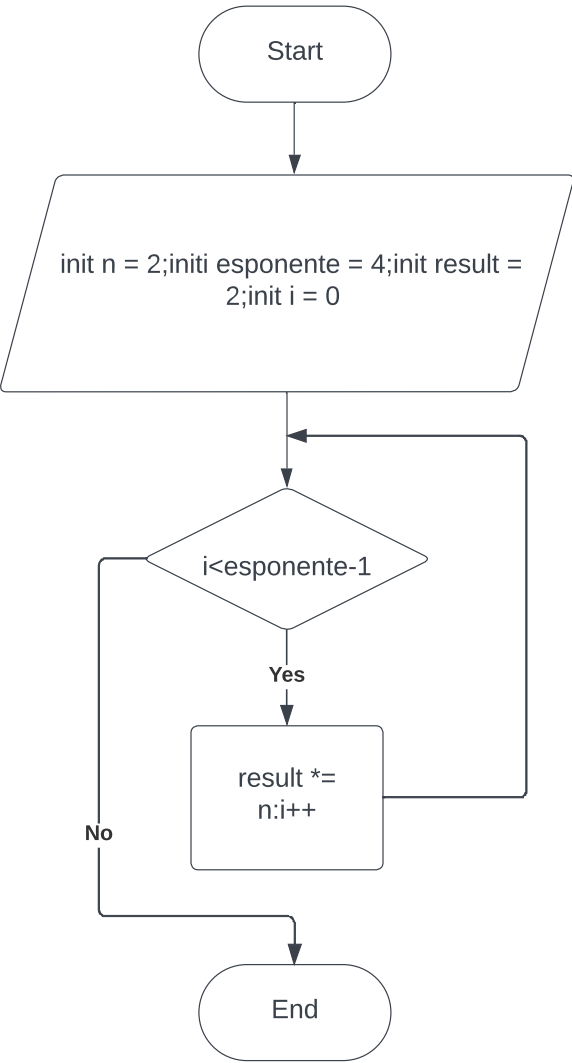 Start
init n = 2;initi esponente = 4;init result =
2;init i = 0
i<esponente-1
Yes
result *=
n:i++
No
End